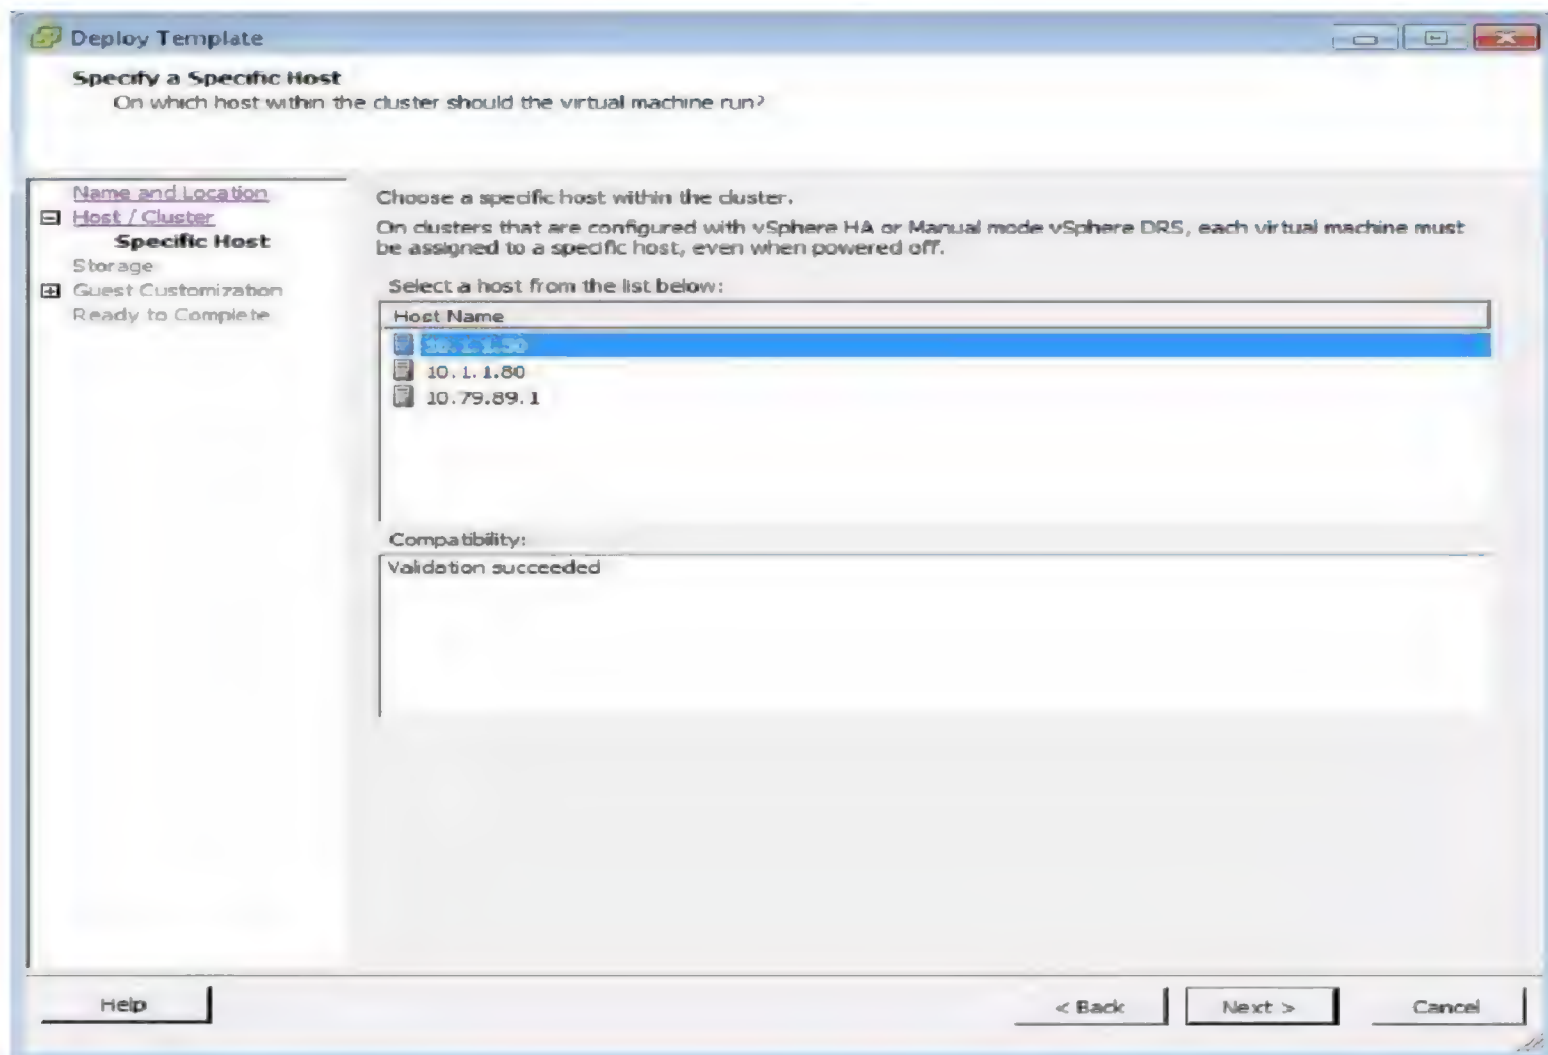 Deploy Template
Specify a Specific Host
On which host within the cluster should the virtual machine run?
Name and Location
Host / Cluster
Specific Host
Storage
Guest Customization
Ready to Complete
Choose a specific host within the cluster.
On clusters that are configured with vSphere HA or Manual mode vSphere DRS, each virtual machine must
be assigned to a specific host, even when powered off.
Select a host from the list below:
Host Name
10.1.1.80
10.79.89.1
Compatibility:
Validation succeeded
Help
< Back
Next >
Cancel